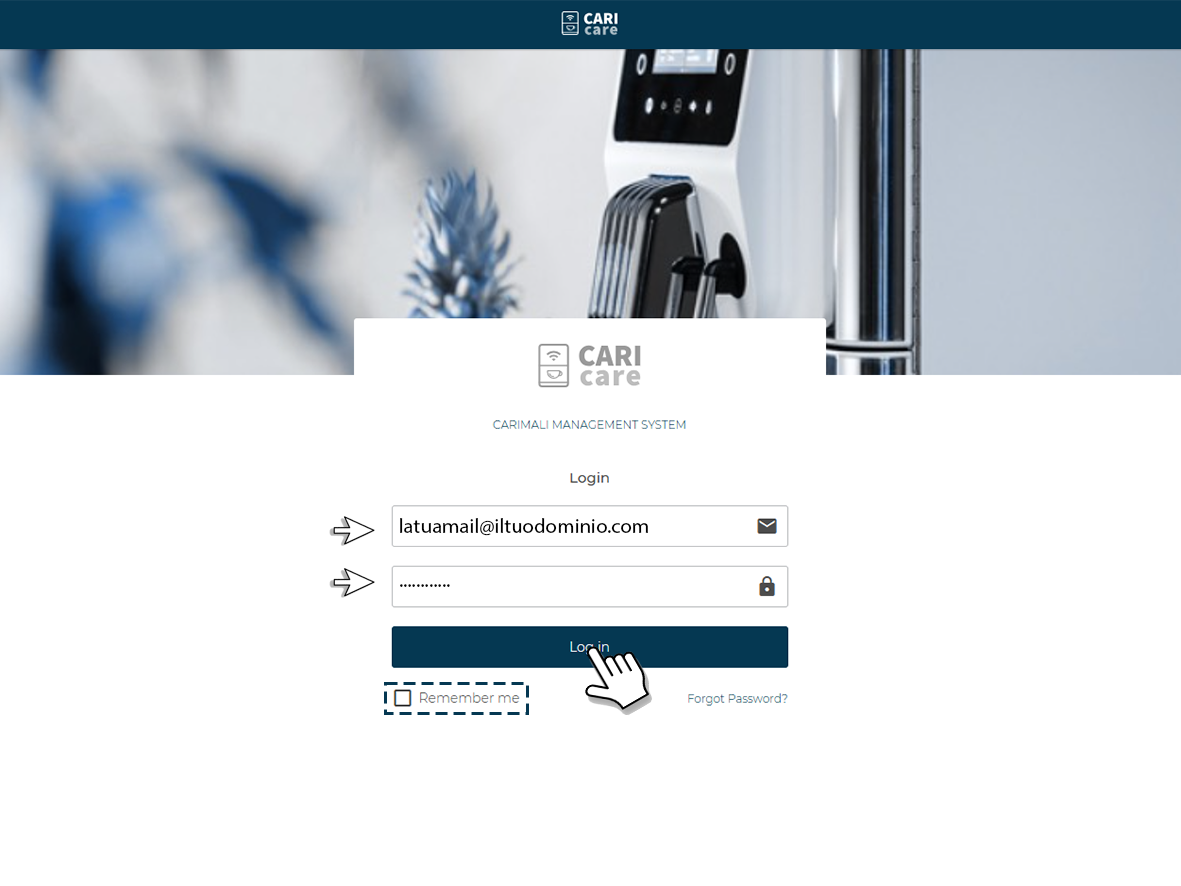 CARI
care
CARI
care
CARIMALI MANAGEMENT SYSTEM
Login
latuamail@iltuodominio.com
············
Log in
Remember me
Forgot Password?